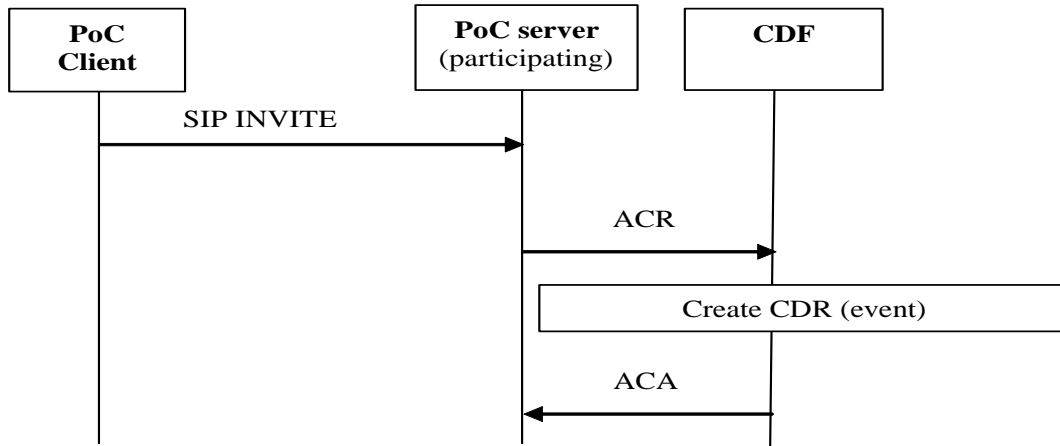 PoC
Client
PoC server
(participating)
CDF
SIP INVITE
ACR
Create CDR (event)
ACA